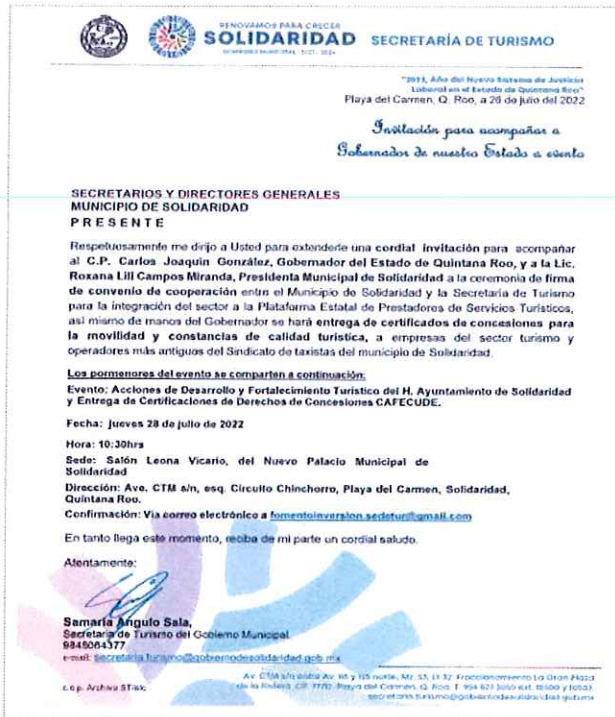 RENOVAMOS PARA CRECER
SOLIDARIDAD
SECRETARÍA DE TURISMO
Laboral en el Estado de Quintana Roo"
Playa del Carmen, Q. Roo, a 26 de julio del 2022
Invitación para acompañar a
Gobernador de nuestro Estado a evento
SECRETARIOS Y DIRECTORES GENERALES
MUNICIPIO DE SOLIDARIDAD
P R E S E N T E
Respetuosamente me dirijo a Usted para extenderle una cordial invitación para acompañar
al C.P. Carlos Joaquín González, Gobernador del Estado de Quintana Roo, y a la Lic,
Roxana Lili Campos Miranda, Presidenta Municipal de Solidaridad a la ceremonia de firma
de convenio de cooperación entre el Municipio de Solidaridad y la Secretaría de Turismo
para la integración del sector a la Plataforma Estatal de Prestadores de Servicios Turísticos,
así mismo de manos del Gobernador se hará entrega de certificados de concesiones para
la movilidad y constancias de calidad turística, a empresas del sector turismo y
operadores más antiguos del Sindicato de taxistas del municipio de Solidaridad.
Los pormenores del evento se comparten a continuación:
Evento: Acciones de Desarrollo y Fortalecimiento Turístico del H. Ayuntamiento de Solidaridad
y Entrega de Certificaciones de Derechos de Concesiones CAFECUDE.
Fecha: jueves 28 de julio de 2022
Hora: 10:30hrs
Sede: Salón Leona Vicario, del Nuevo Palacio Municipal de
Solidaridad
Dirección: Ave. CTM s/n, esq. Circuito Chinchorro, Playa del Carmen, Solidaridad,
Quintana Roo.
Confirmación: Vía correo electrónico a fomentoinversion.sedetur@gmail.com
En tanto llega este momento, reciba de mi parte un cordial saludo.
Atentamente:
Samaria Angulo Sala,
Secretaria de Turismo del Gobierno Municipal
9845064377
e-mail: secretaria.turismo@gobiernodesolidaridad.gob.mx
c.c.p. Archivo